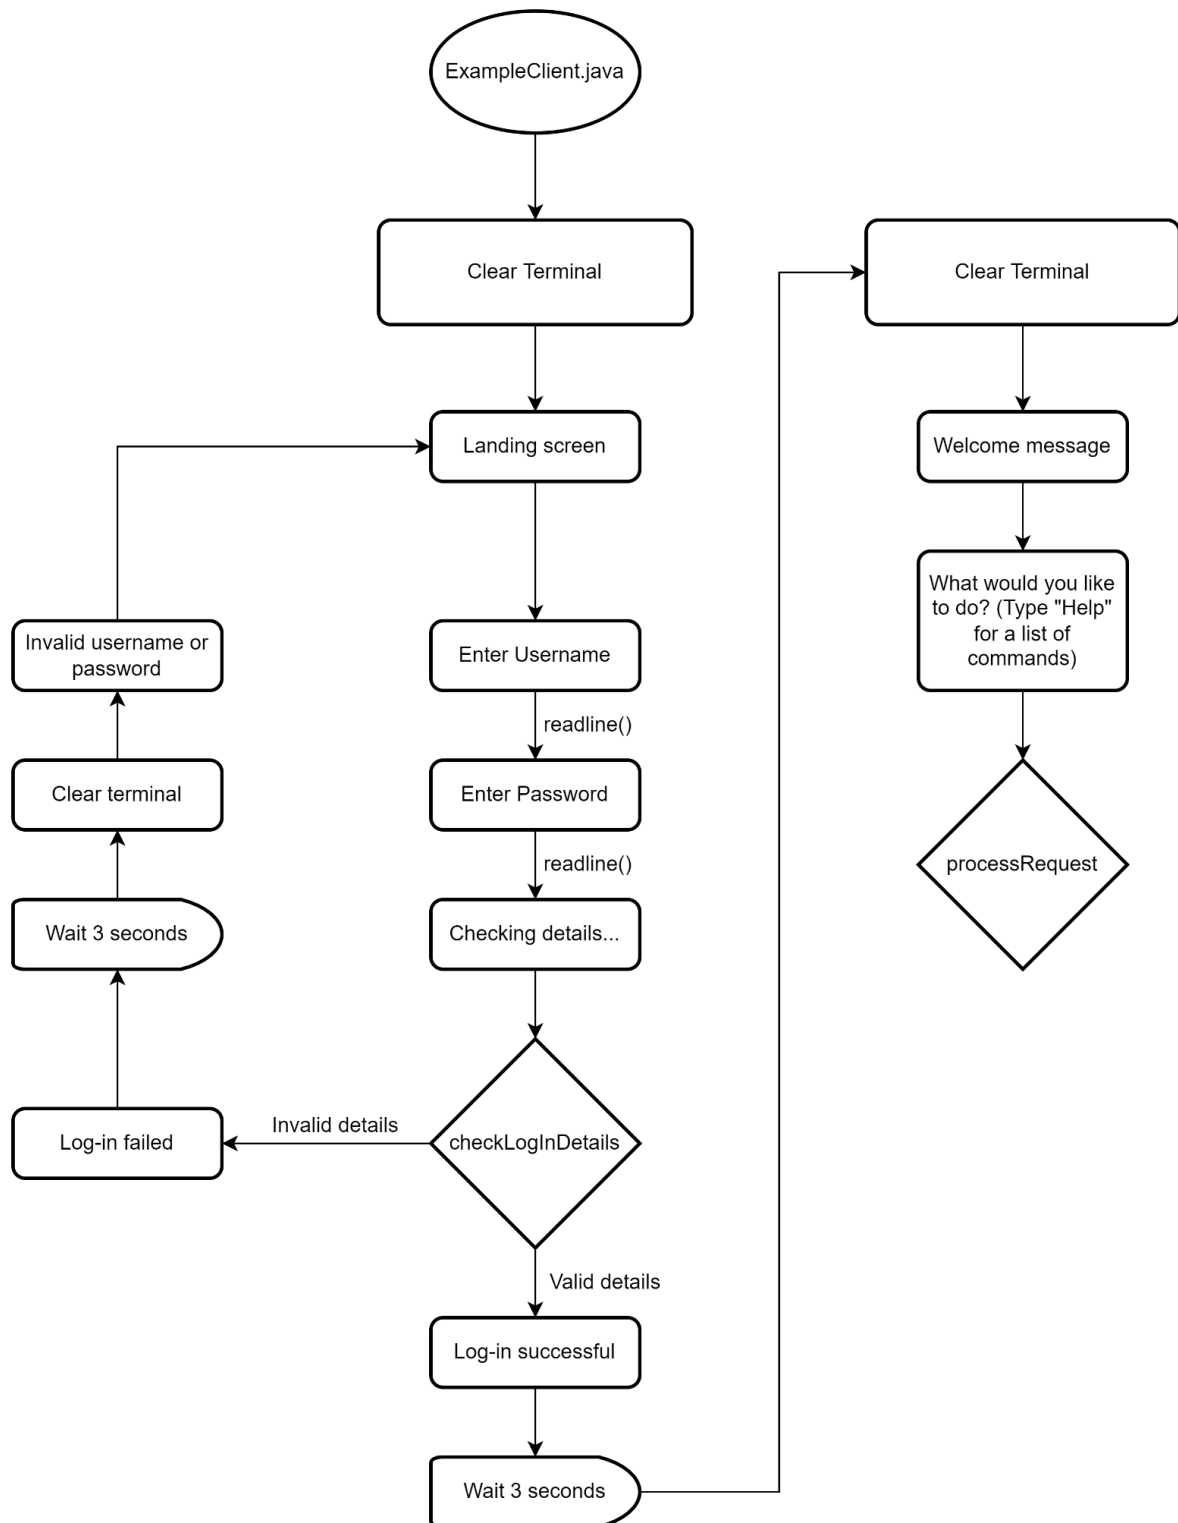 ExampleClient.java
Clear Terminal
Landing screen
Enter Username
readline()
Enter Password
readline()
Checking details...
checkLogInDetails
Invalid details
Log-in failed
Wait 3 seconds
Clear terminal
Invalid username or
password
Valid details
Log-in successful
Wait 3 seconds
Clear Terminal
Welcome message
What would you like
to do? (Type "Help"
for a list of
commands)
processRequest